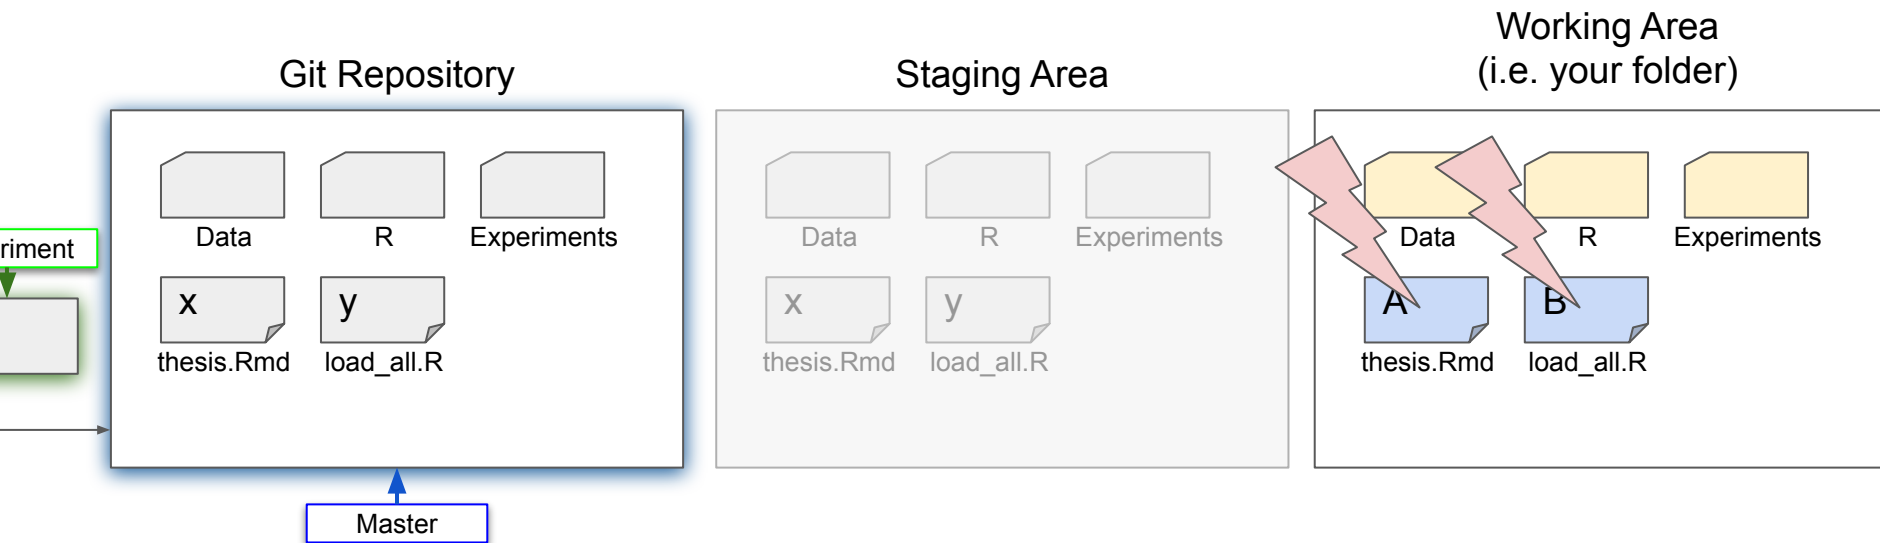 Git Repository
Staging Area
Working Area
(i.e. your folder)
Data
R
Experiments
x
y
thesis.Rmd
load_all.R
Data
R
Experiments
x
y
thesis.Rmd
load_all.R
Data
R
Experiments
A
B
thesis.Rmd
load_all.R
riment
Master